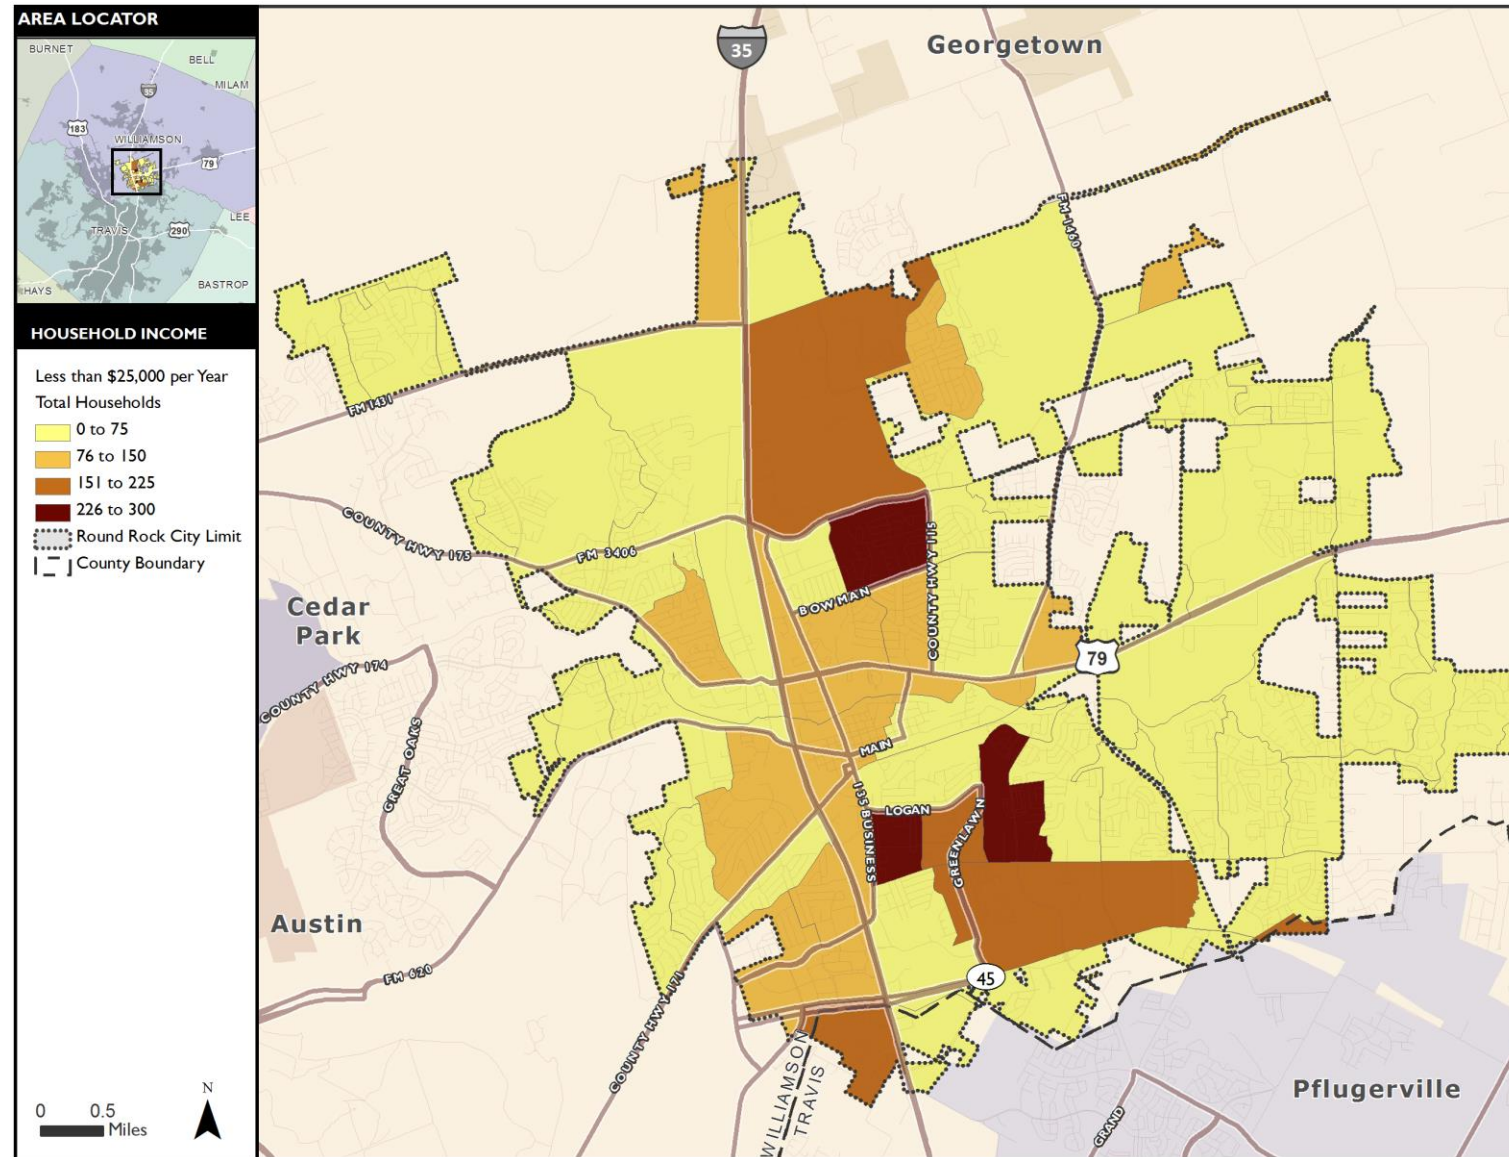 AREA LOCATOR
BURNET
BELL
MILAM
35
183
WILLIAMSON
79
LEE
TRAVIS
290
BASTROP
HAYS
HOUSEHOLD INCOME
Less than $25,000 per Year
Total Households
0 to 75
76 to 150
151 to 225
226 to 300
Round Rock City Limit
County Boundary
N
0 0.5
Miles
35
Georgetown
FM 1460
FM 1431
COUNTY HWY 175
FM 3406
COUNTY HWY 115
BOWMAN
Cedar
Park
79
COUNTY HWY 174
GREAT OAKS
MAIN
I 35 BUSINESS
LOGAN
GREENLAWAN
Austin
FM 620
45
COUNTY HWY 171
WILLIAMSON
TRAVIS
Pflugerville
GRAND